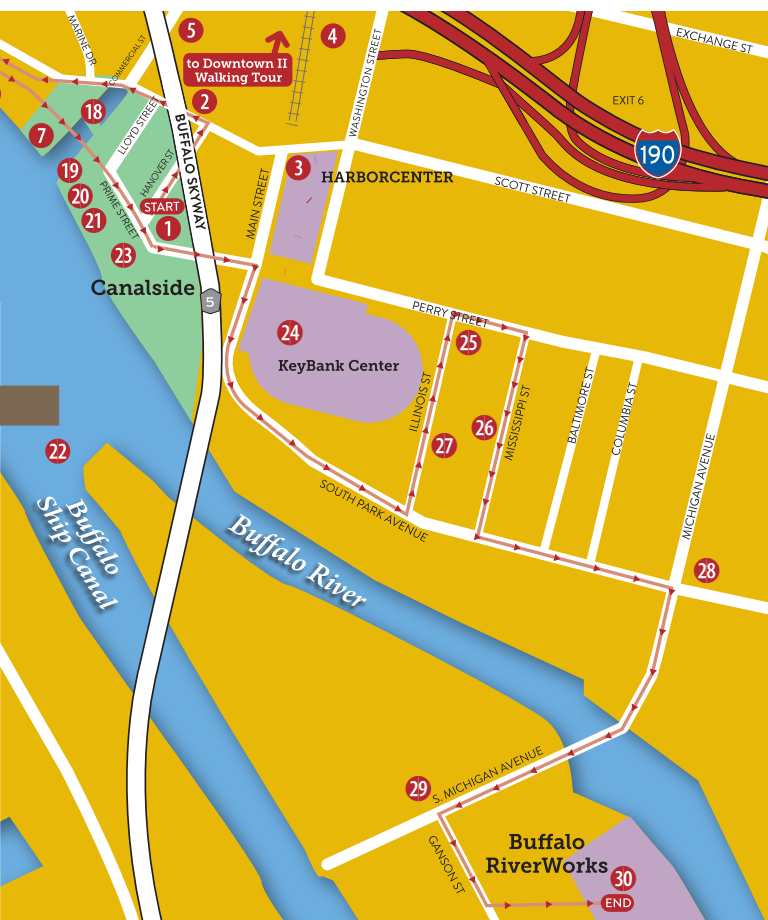 MARINE DR
COMMERCIAL ST
5
to Downtown II
Walking Tour
4
WASHINGTON STREET
EXCHANGE ST
EXIT 6
190
2
18
7
LLOYD STREET
BUFFALO SKYWAY
HANOVER ST
3
HARBORCENTER
SCOTT STREET
19
20
21
PRIME STREET
START
1
MAIN STREET
23
Canalside
5
24
KeyBank Center
PERRY STREET
25
ILLINOIS ST
27
26
MISSISSIPPI ST
BALTIMORE ST
COLUMBIA ST
MICHIGAN AVENUE
22
Buffalo
Ship Canal
SOUTH PARK AVENUE
Buffalo River
28
29
S. MICHIGAN AVENUE
GANSON ST
Buffalo
RiverWorks
30
END